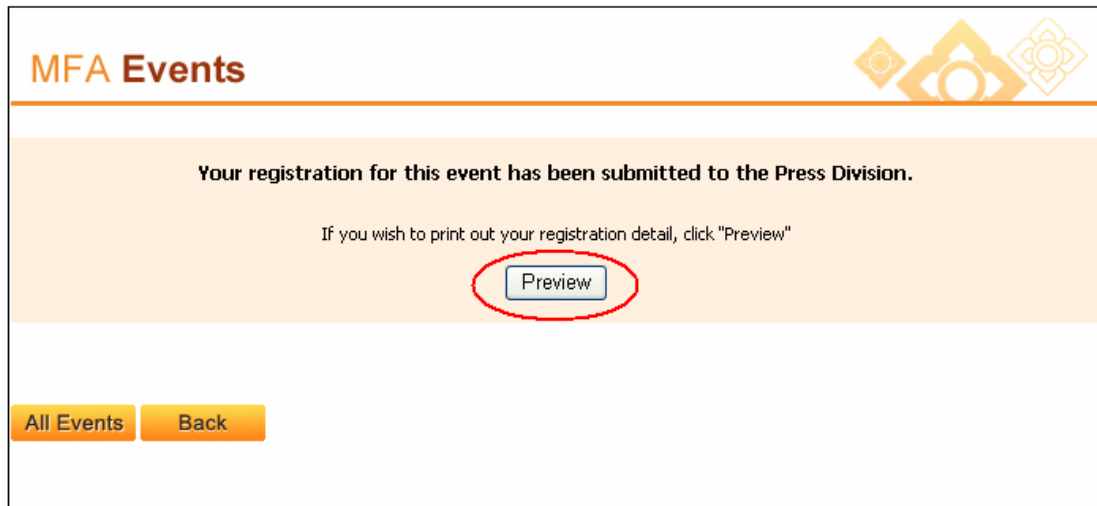 MFA Events
Your registration for this event has been submitted to the Press Division.
If you wish to print out your registration detail, click "Preview"
Preview
All Events Back